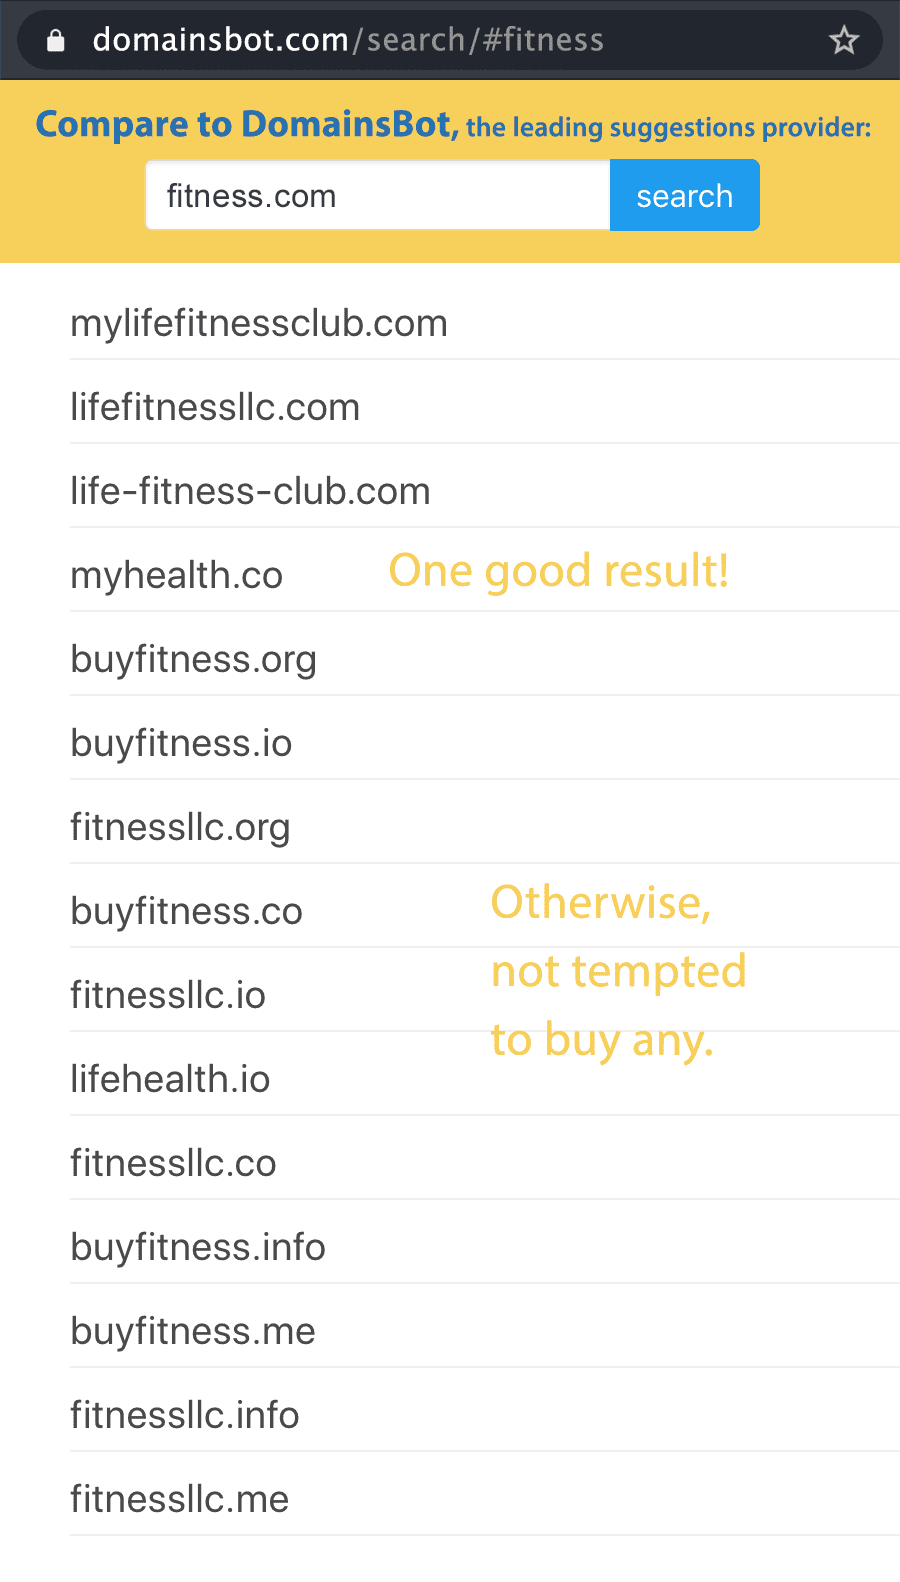 domainsbot.com/search/#fitness
Compare to DomainsBot, the leading suggestions provider:
fitness.com
search
mylifefitnessclub.com
lifefitnessllc.com
life-fitness-club.com
myhealth.co
One good result!
buyfitness.org
buyfitness.io
fitnessllc.org
buyfitness.co
Otherwise,
not tempted
to buy any.
fitnessllc.io
lifehealth.io
fitnessllc.co
buyfitness.info
buyfitness.me
fitnessllc.info
fitnessllc.me